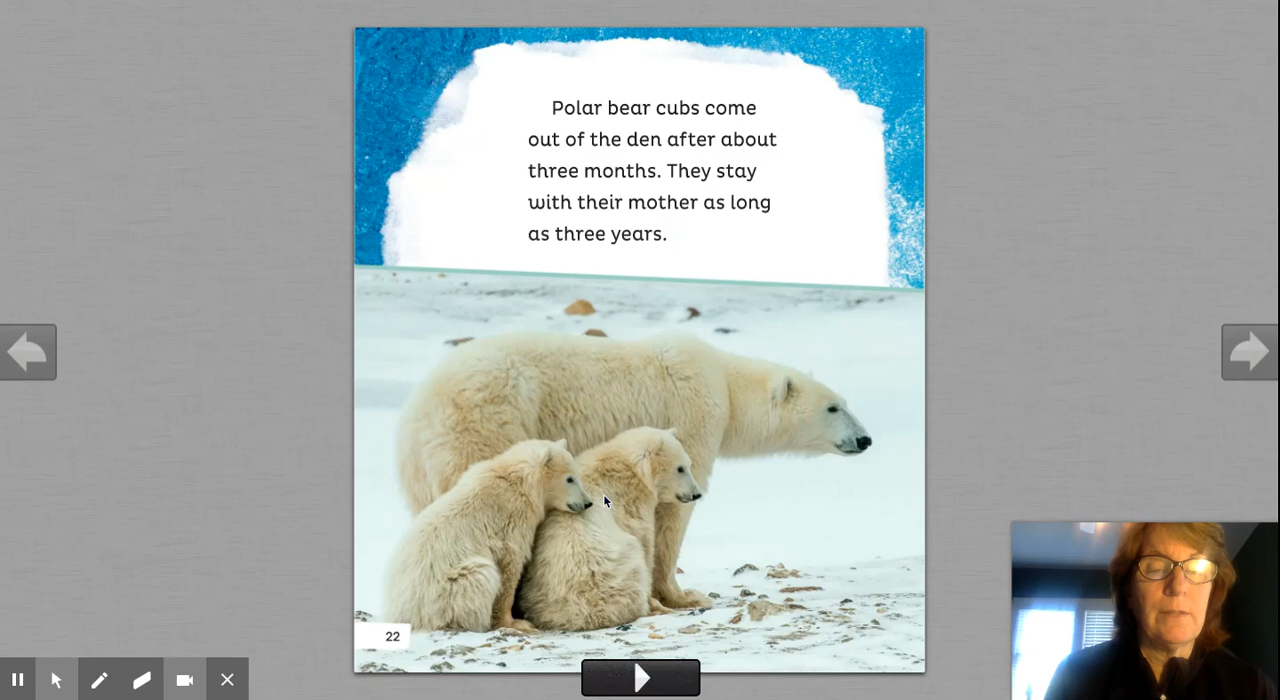 Polar bear cubs come
out of the den after about
three months. They stay
with their mother as long
as three years.
22